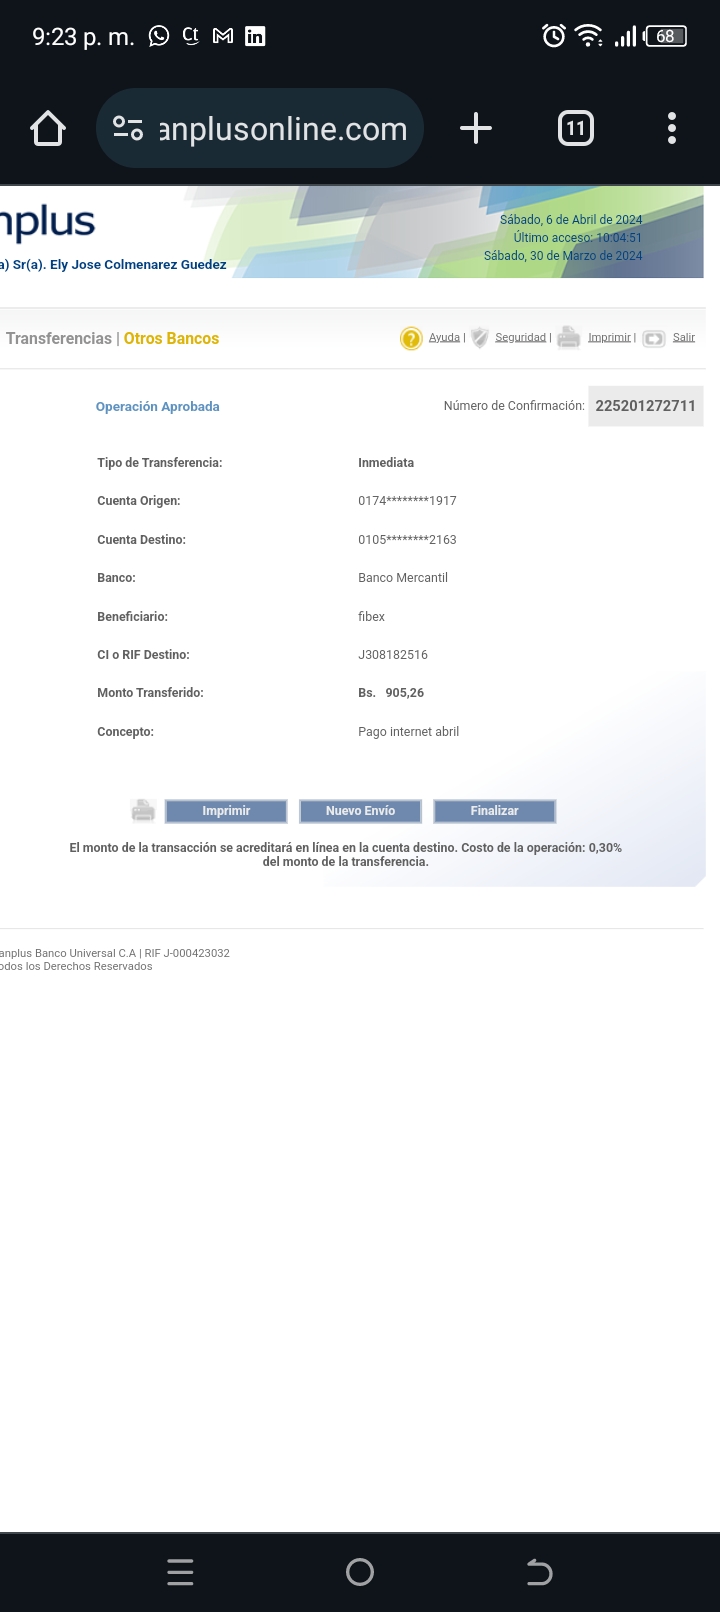 9:23 p. m.
68
anplusonline.com
11
nplus
a) Sr(a). Ely Jose Colmenarez Guedez
Sábado, 6 de Abril de 2024
Último acceso: 10:04:51
Sábado, 30 de Marzo de 2024
Transferencias | Otros Bancos
Ayuda | Seguridad | Imprimir | Salir
Operación Aprobada
Número de Confirmación: 225201272711
Tipo de Transferencia: Inmediata
Cuenta Origen: 0174********1917
Cuenta Destino: 0105********2163
Banco: Banco Mercantil
Beneficiario: fibex
CI o RIF Destino: J308182516
Monto Transferido: Bs. 905,26
Concepto: Pago internet abril
Imprimir Nuevo Envío Finalizar
El monto de la transacción se acreditará en línea en la cuenta destino. Costo de la operación: 0,30%
del monto de la transferencia.
anplus Banco Universal C.A | RIF J-000423032
odos los Derechos Reservados